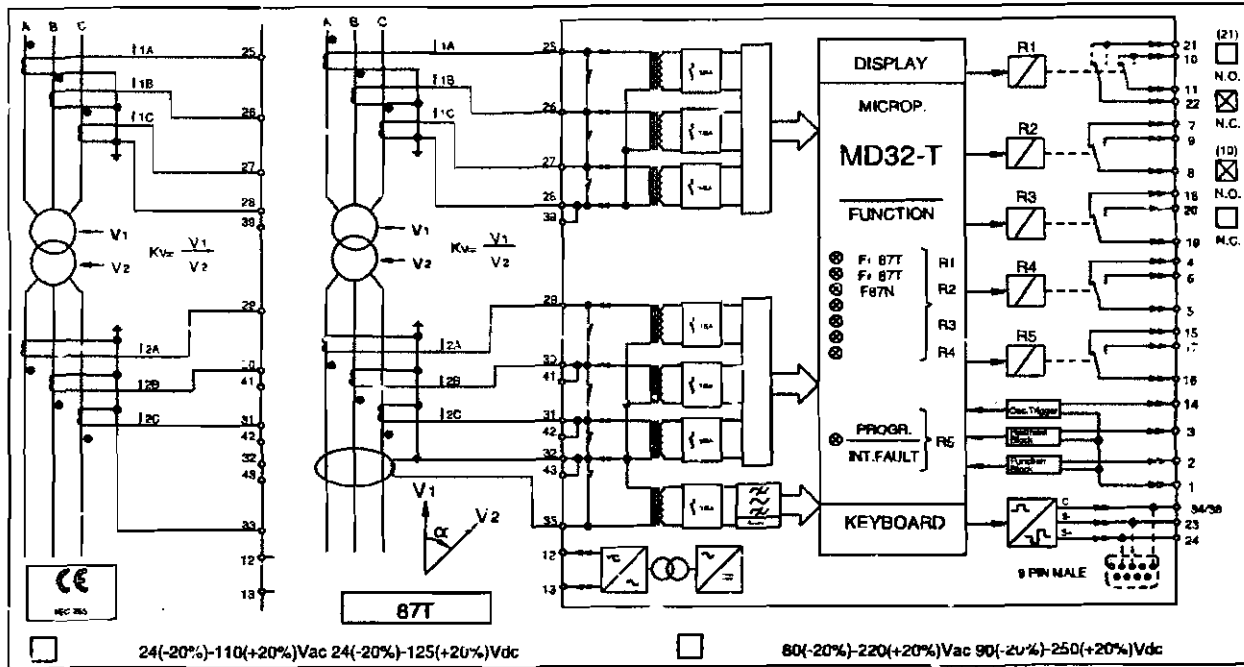 A B C
I1A
25
I1B
26
I1C
27
28
39
V1
V2
Kv= V1
V2
29
I2A
I2B
41
I2C
31
42
32
43
33
12
13
CE
A B C
I1A
25
I1B
26
I1C
27
28
39
V1
V2
Kv= V1
V2
29
I2A
30
41
I2B
I2C
31
42
32
43
V1
V2
α
33
12
13
87T
DISPLAY
MICROP.
MD32-T
FUNCTION
F87N
R1
R2
R3
R4
PROGR.
INT.FAULT
R5
KEYBOARD
R1
R2
R3
R4
R5
21
10
11
22
7
9
8
18
20
19
4
6
5
15
17
16
Osc. Trigger
14
3
Function
Block
2
1
34/38
23
24
9 PIN MALE
(21)
N.O.
N.C.
(10)
N.O.
N.C.
24(-20%)-110(+20%)Vac 24(-20%)-125(+20%)Vdc
80(-20%)-220(+20%)Vac 90(-20%)-250(+20%)Vdc